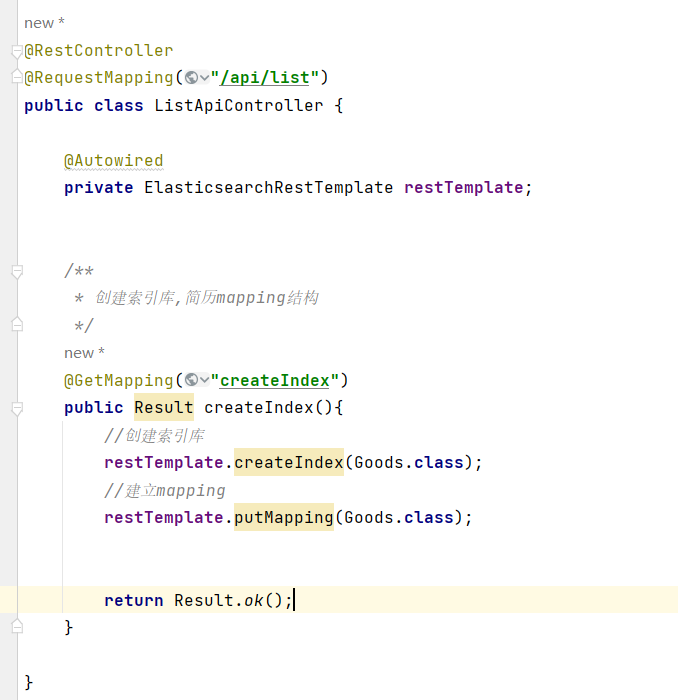 new *
@RestController
@RequestMapping("/api/list")
public class ListApiController {
@Autowired
private ElasticsearchRestTemplate restTemplate;
/**
* 创建索引库,简历mapping结构
*/
new *
@GetMapping("createIndex")
public Result createIndex(){
//创建索引库
restTemplate.createIndex(Goods.class);
//建立mapping
restTemplate.putMapping(Goods.class);
return Result.ok();
}
}